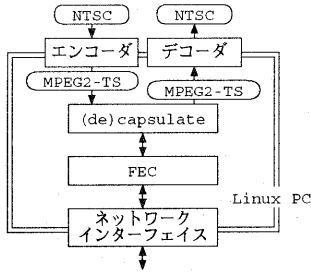 NTSC
NTSC
エンコーダ
デコーダ
MPEG2-TS
MPEG2-TS
(de)capsulate
FEC
Linux PC
ネットワーク
インターフェイス